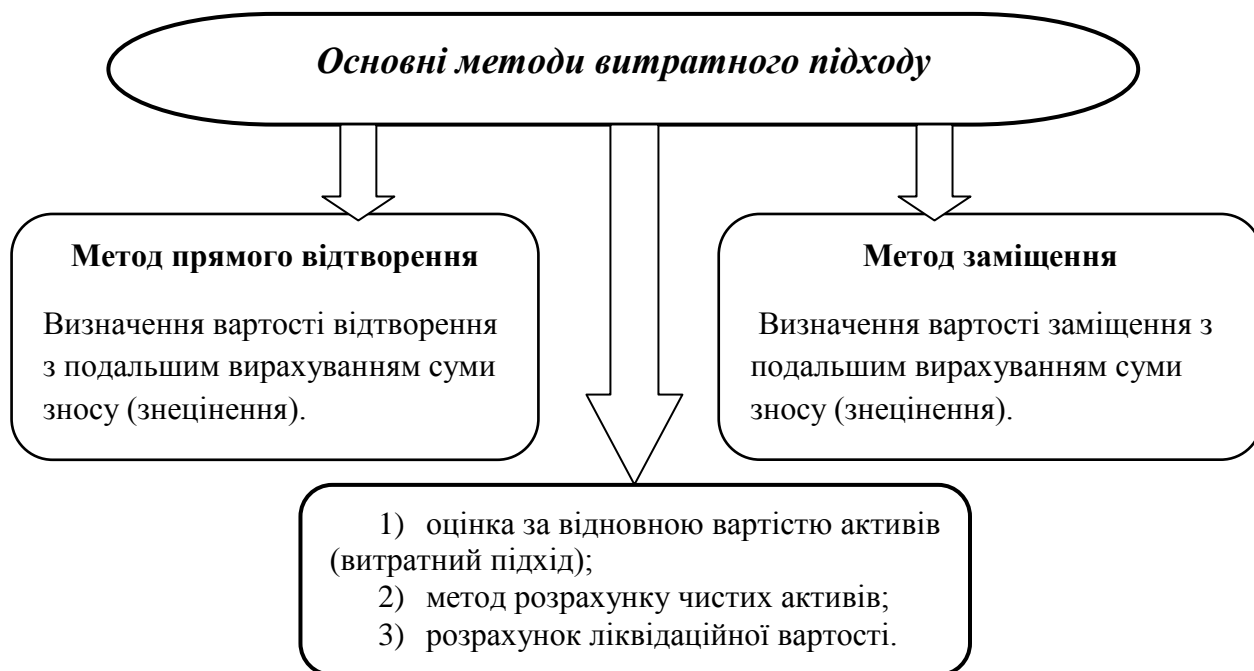 Основні методи витратного підходу
Метод прямого відтворення
Визначення вартості відтворення
з подальшим вирахуванням суми
зносу (знецінення).
Метод заміщення
Визначення вартості заміщення з
подальшим вирахуванням суми
зносу (знецінення).
1) оцінка за відновною вартістю активів
(витратний підхід);
2) метод розрахунку чистих активів;
3) розрахунок ліквідаційної вартості.